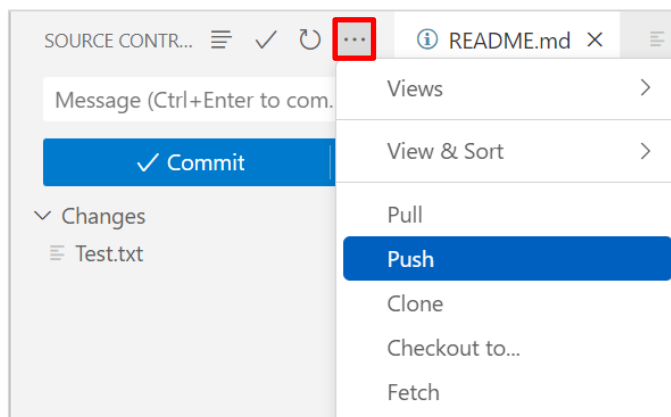 SOURCE CONTR...
README.md
Message (Ctrl+Enter to com.
Commit
Changes
Test.txt
Views
View & Sort
Pull
Push
Clone
Checkout to...
Fetch